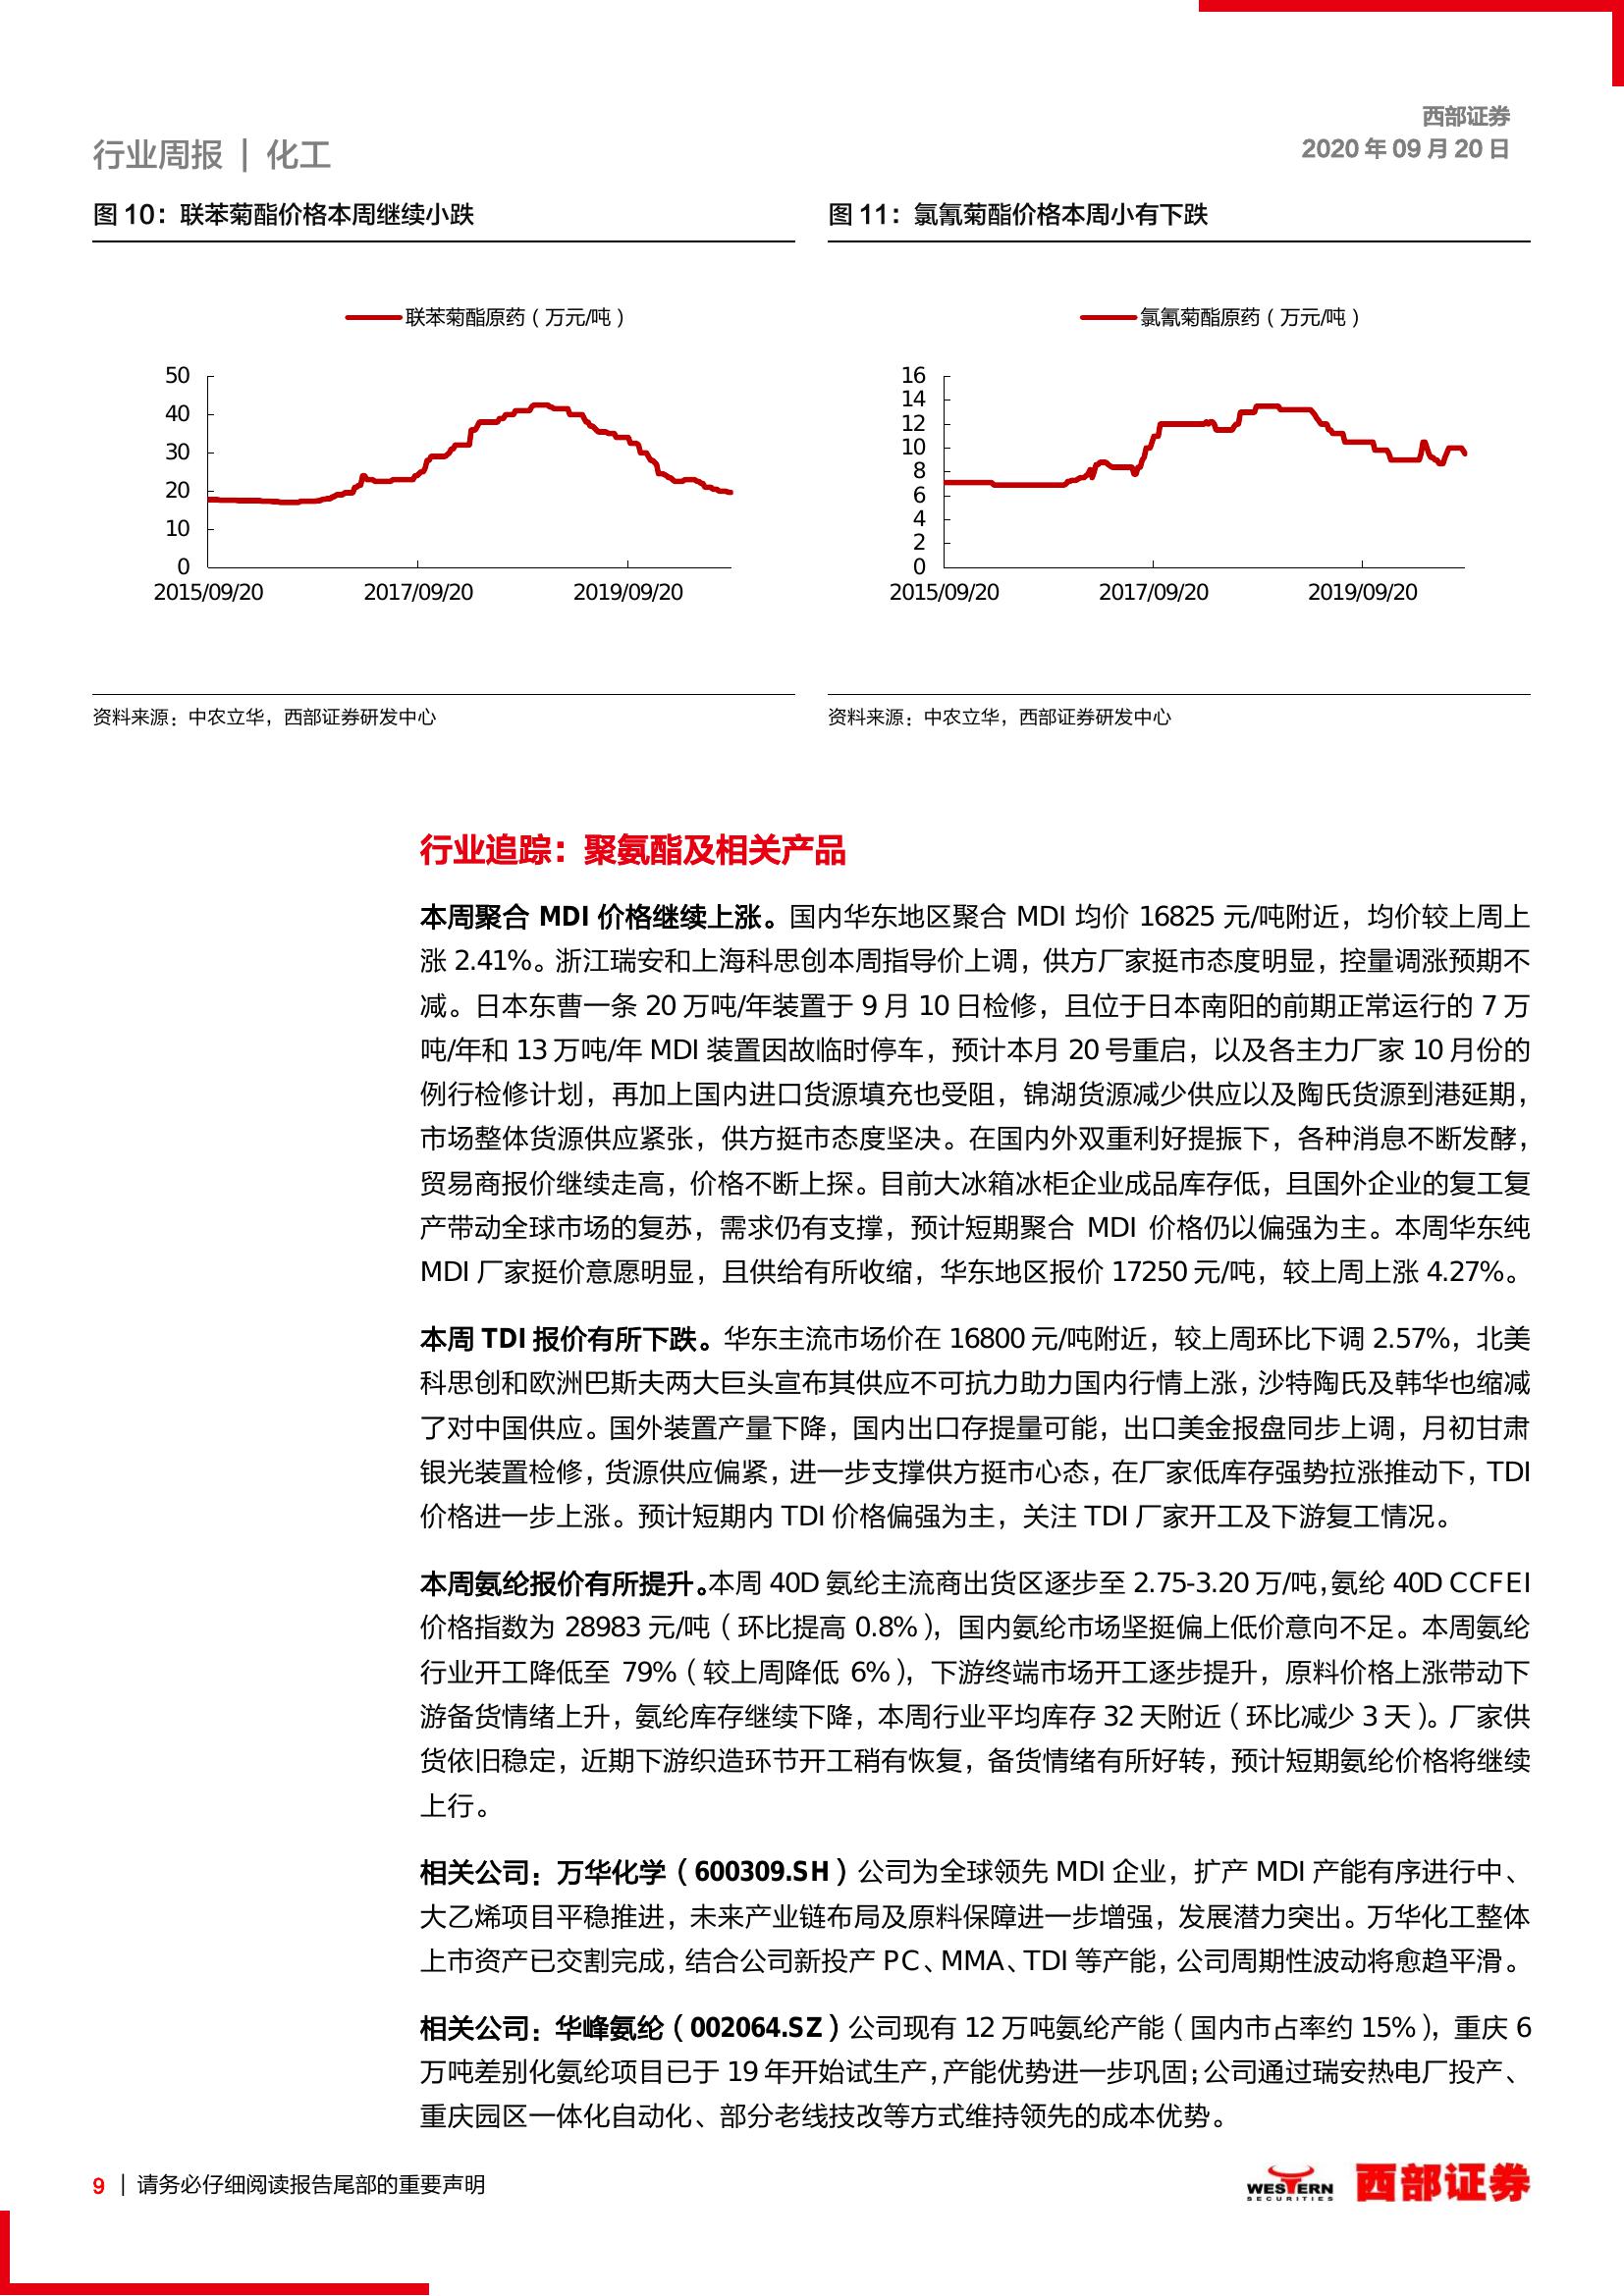 西部证券
2020 年 09 月 20 日
行业周报 | 化工
图 10：联苯菊酯价格本周继续小跌
联苯菊酯原药（万元/吨）
50
40
30
20
10
0
2015/09/20 2017/09/20 2019/09/20
资料来源：中农立华，西部证券研发中心
图 11：氯氰菊酯价格本周小有下跌
氯氰菊酯原药（万元/吨）
16
14
12
10
8
6
4
2
0
2015/09/20 2017/09/20 2019/09/20
资料来源：中农立华，西部证券研发中心
行业追踪：聚氨酯及相关产品
本周聚合 MDI 价格继续上涨。国内华东地区聚合 MDI 均价 16825 元/吨附近，均价较上周上
涨 2.41%。浙江瑞安和上海科思创本周指导价上调，供方厂家挺市态度明显，控量调涨预期不
减。日本东曹一条 20 万吨/年装置于 9 月 10 日检修，且位于日本南阳的前期正常运行的 7 万
吨/年和 13 万吨/年 MDI 装置因故临时停车，预计本月 20 号重启，以及各主力厂家 10 月份的
例行检修计划，再加上国内进口货源填充也受阻，锦湖货源减少供应以及陶氏货源到港延期，
市场整体货源供应紧张，供方挺市态度坚决。在国内外双重利好提振下，各种消息不断发酵，
贸易商报价继续走高，价格不断上探。目前大冰箱冰柜企业成品库存低，且国外企业的复工复
产带动全球市场的复苏，需求仍有支撑，预计短期聚合 MDI 价格仍以偏强为主。本周华东纯
MDI 厂家挺价意愿明显，且供给有所收缩，华东地区报价 17250 元/吨，较上周上涨 4.27%。
本周 TDI 报价有所下跌。华东主流市场价在 16800 元/吨附近，较上周环比下调 2.57%，北美
科思创和欧洲巴斯夫两大巨头宣布其供应不可抗力助力国内行情上涨，沙特陶氏及韩华也缩减
了对中国供应。国外装置产量下降，国内出口存提量可能，出口美金报盘同步上调，月初甘肃
银光装置检修，货源供应偏紧，进一步支撑供方挺市心态，在厂家低库存强势拉涨推动下，TDI
价格进一步上涨。预计短期内 TDI 价格偏强为主，关注 TDI 厂家开工及下游复工情况。
本周氨纶报价有所提升。本周 40D 氨纶主流商出货区逐步至 2.75-3.20 万/吨，氨纶 40D CCFEI
价格指数为 28983 元/吨（环比提高 0.8%），国内氨纶市场坚挺偏上低价意向不足。本周氨纶
行业开工降低至 79%（较上周降低 6%），下游终端市场开工逐步提升，原料价格上涨带动下
游备货情绪上升，氨纶库存继续下降，本周行业平均库存 32 天附近（环比减少 3 天）。厂家供
货依旧稳定，近期下游织造环节开工稍有恢复，备货情绪有所好转，预计短期氨纶价格将继续
上行。
相关公司：万华化学（600309.SH）公司为全球领先 MDI 企业，扩产 MDI 产能有序进行中、
大乙烯项目平稳推进，未来产业链布局及原料保障进一步增强，发展潜力突出。万华化工整体
上市资产已交割完成，结合公司新投产 PC、MMA、TDI 等产能，公司周期性波动将愈趋平滑。
相关公司：华峰氨纶（002064.SZ）公司现有 12 万吨氨纶产能（国内市占率约 15%），重庆 6
万吨差别化氨纶项目已于 19 年开始试生产，产能优势进一步巩固；公司通过瑞安热电厂投产、
重庆园区一体化自动化、部分老线技改等方式维持领先的成本优势。
9 | 请务必仔细阅读报告尾部的重要声明
WESTERN
SECURITIES
西部证券